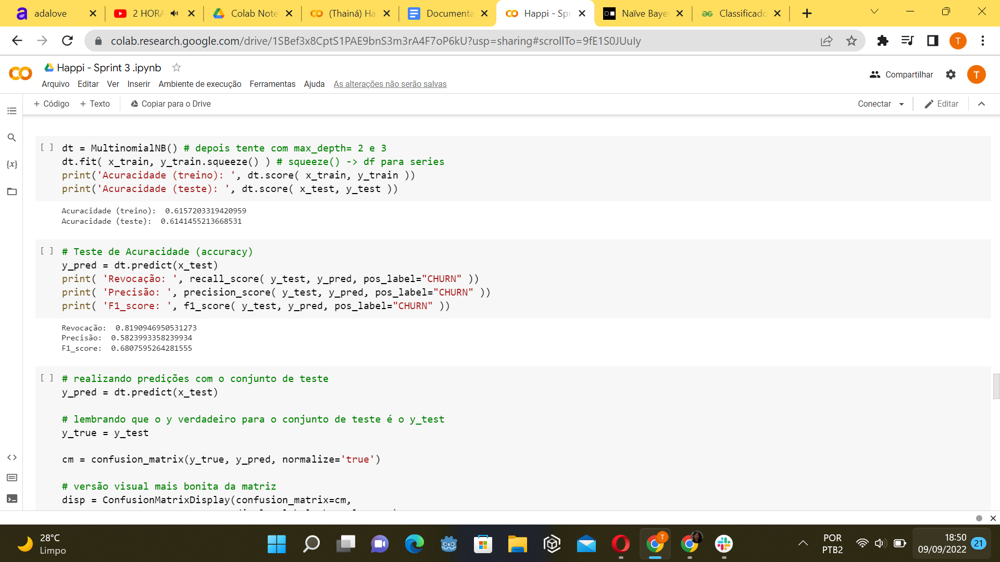 adalove
2 HORA
Colab Note
(Thainá) Ha
Documenta
Happi - Spr
Naïve Baye
Classificado
colab.research.google.com/drive/1SBef3x8CptS1PAE9bnS3m3rA4F7oP6kU?usp=sharing#scrollTo=9fE1S0JUuIy
T
Happi - Sprint 3 .ipynb
Arquivo Editar Ver Inserir Ambiente de execução Ferramentas Ajuda As alterações não serão salvas
Compartilhar
T
+ Código + Texto Copiar para o Drive
Conectar Editar
[ ] dt = MultinomialNB() # depois tente com max_depth= 2 e 3
dt.fit( x_train, y_train.squeeze() ) # squeeze() -> df para series
print('Acuracidade (treino): ', dt.score( x_train, y_train ))
print('Acuracidade (teste): ', dt.score( x_test, y_test ))
Acuracidade (treino):  0.6157203319420959
Acuracidade (teste):  0.6141455213668531
[ ] # Teste de Acuracidade (accuracy)
y_pred = dt.predict(x_test)
print( 'Revocação: ', recall_score( y_test, y_pred, pos_label="CHURN" ))
print( 'Precisão: ', precision_score( y_test, y_pred, pos_label="CHURN" ))
print( 'F1_score: ', f1_score( y_test, y_pred, pos_label="CHURN" ))
Revocação:  0.8190946950531273
Precisão:  0.5823993358239934
F1_score:  0.6807595264281555
[ ] # realizando predições com o conjunto de teste
y_pred = dt.predict(x_test)
# lembrando que o y verdadeiro para o conjunto de teste é o y_test
y_true = y_test
cm = confusion_matrix(y_true, y_pred, normalize='true')
# versão visual mais bonita da matriz
disp = ConfusionMatrixDisplay(confusion_matrix=cm,
28°C
Limpo
T
POR
PTB2
18:50
09/09/2022
21